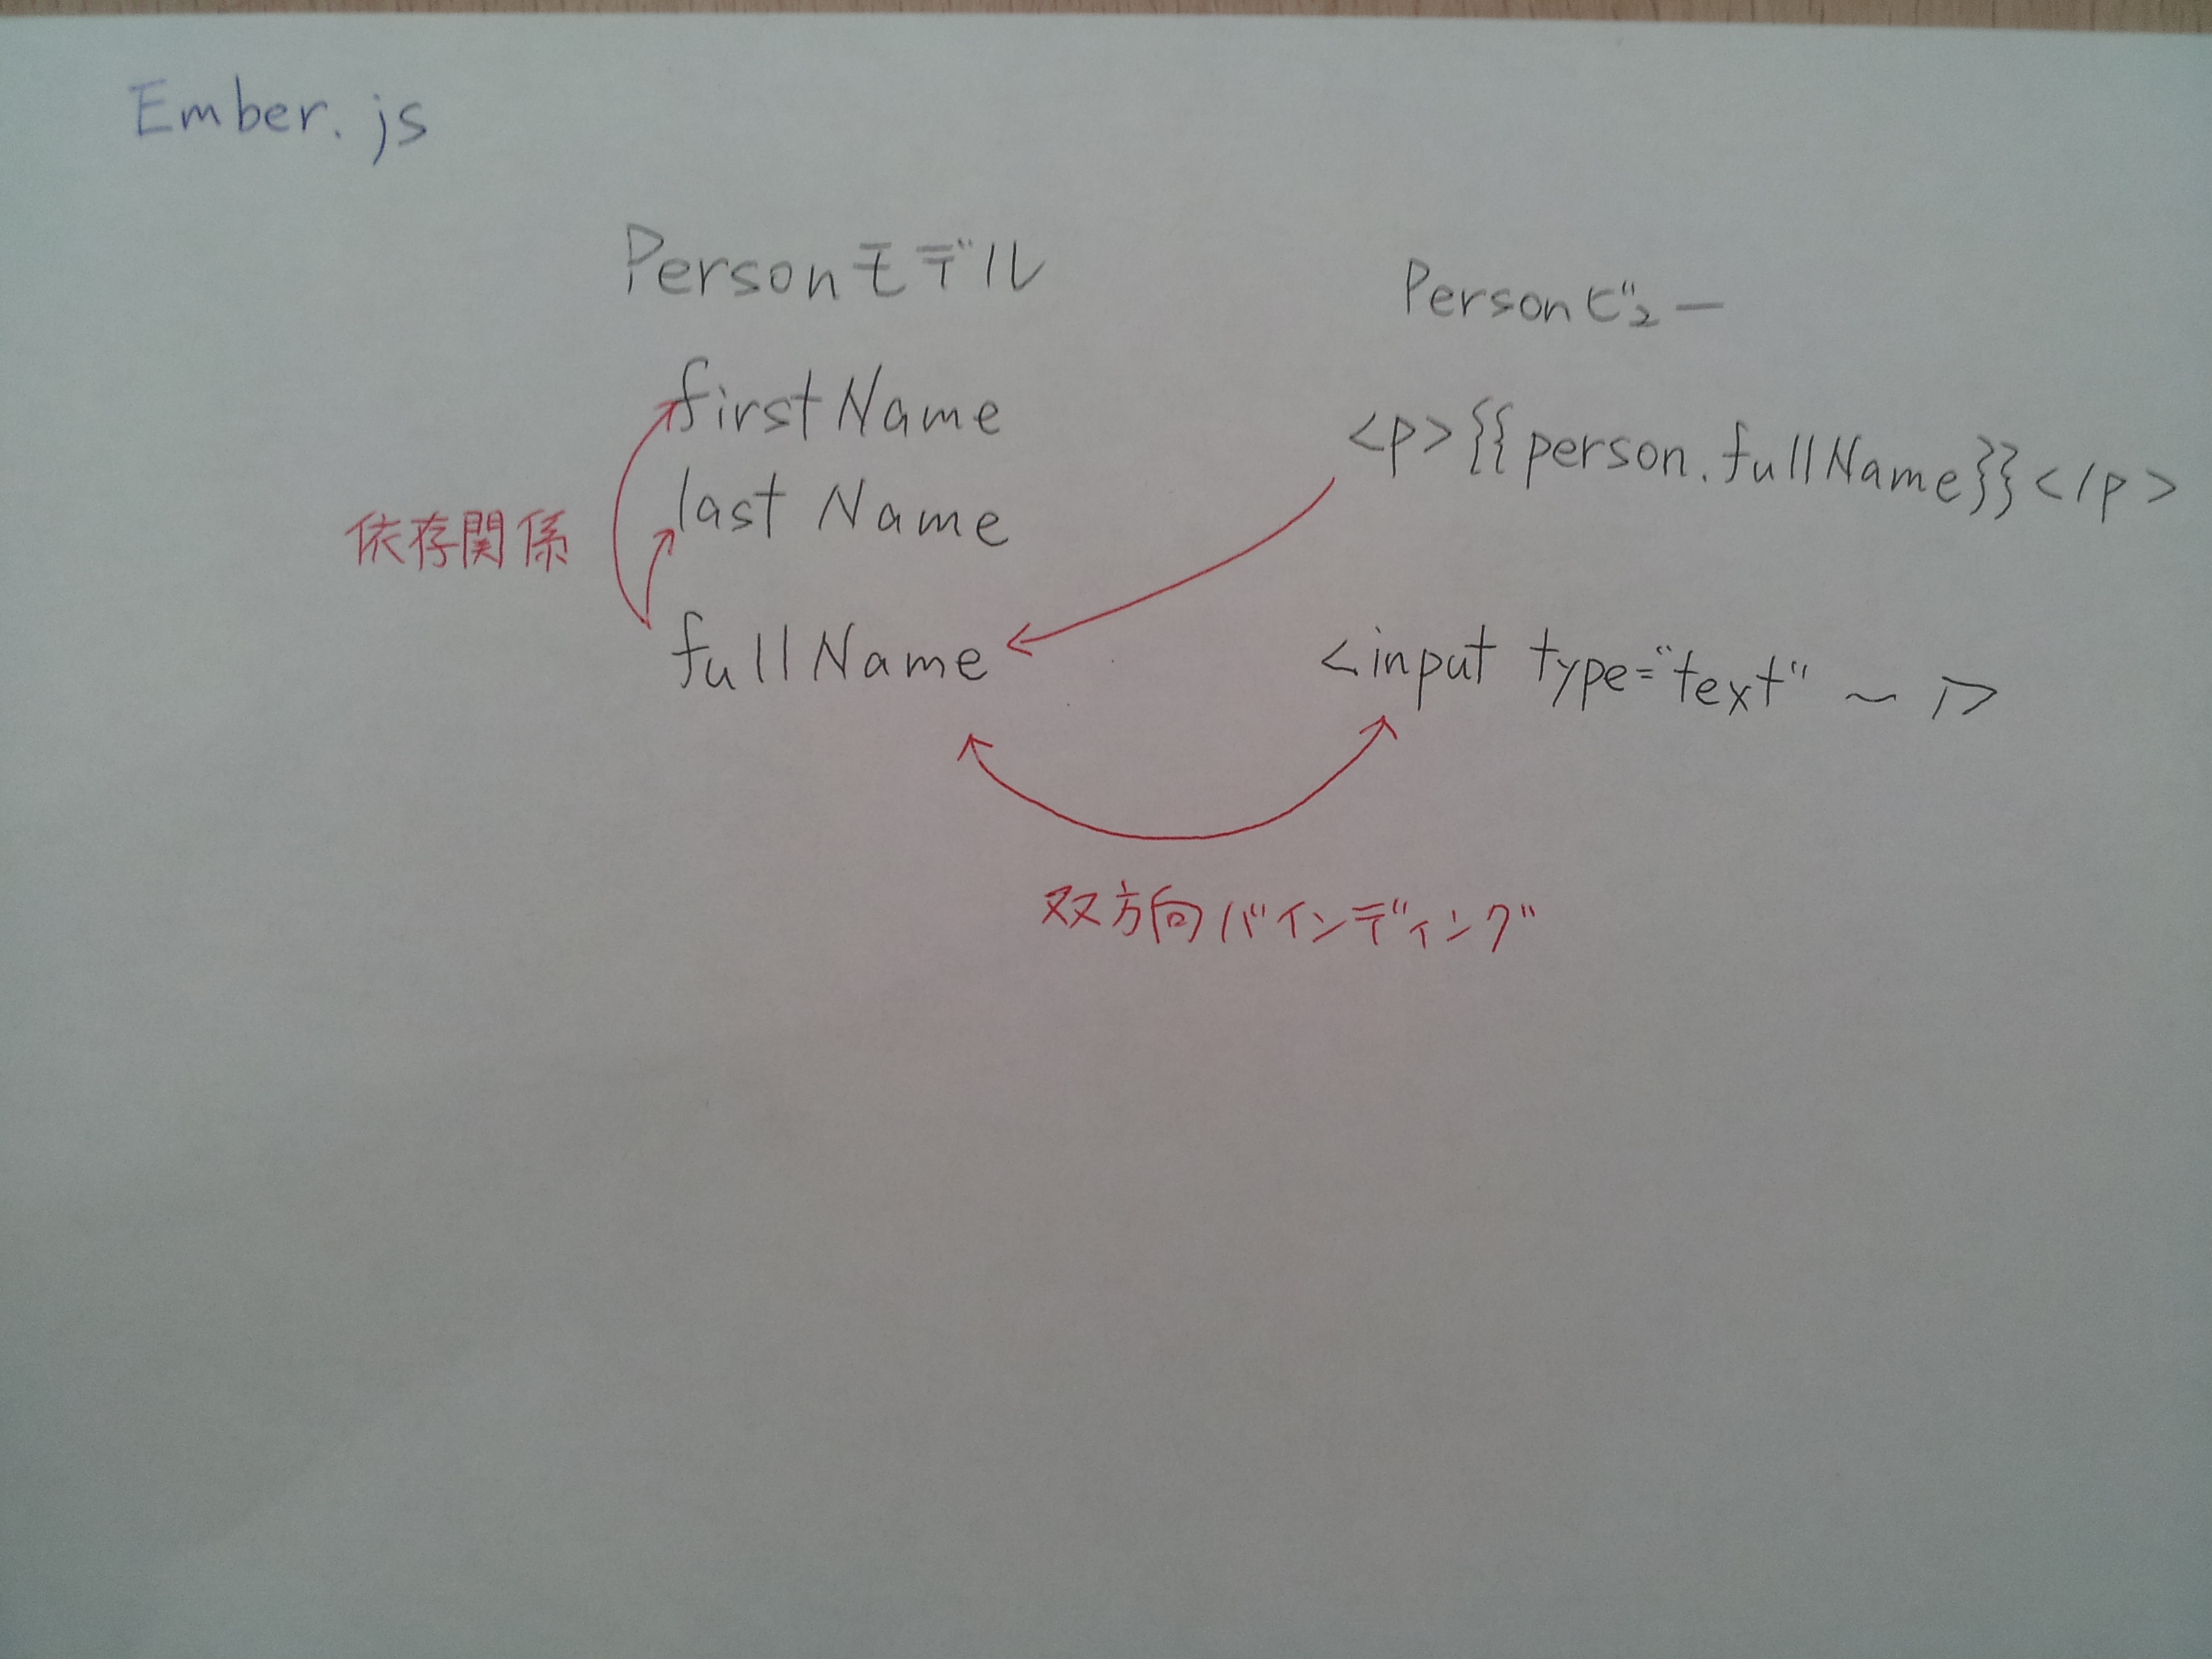 Ember.js
Personモデル
Personビュー
firstName
<p>{{person.fullName}}</p>
lastName
依存関係
fullName
<input type="text" ~ />
双方向バインディング